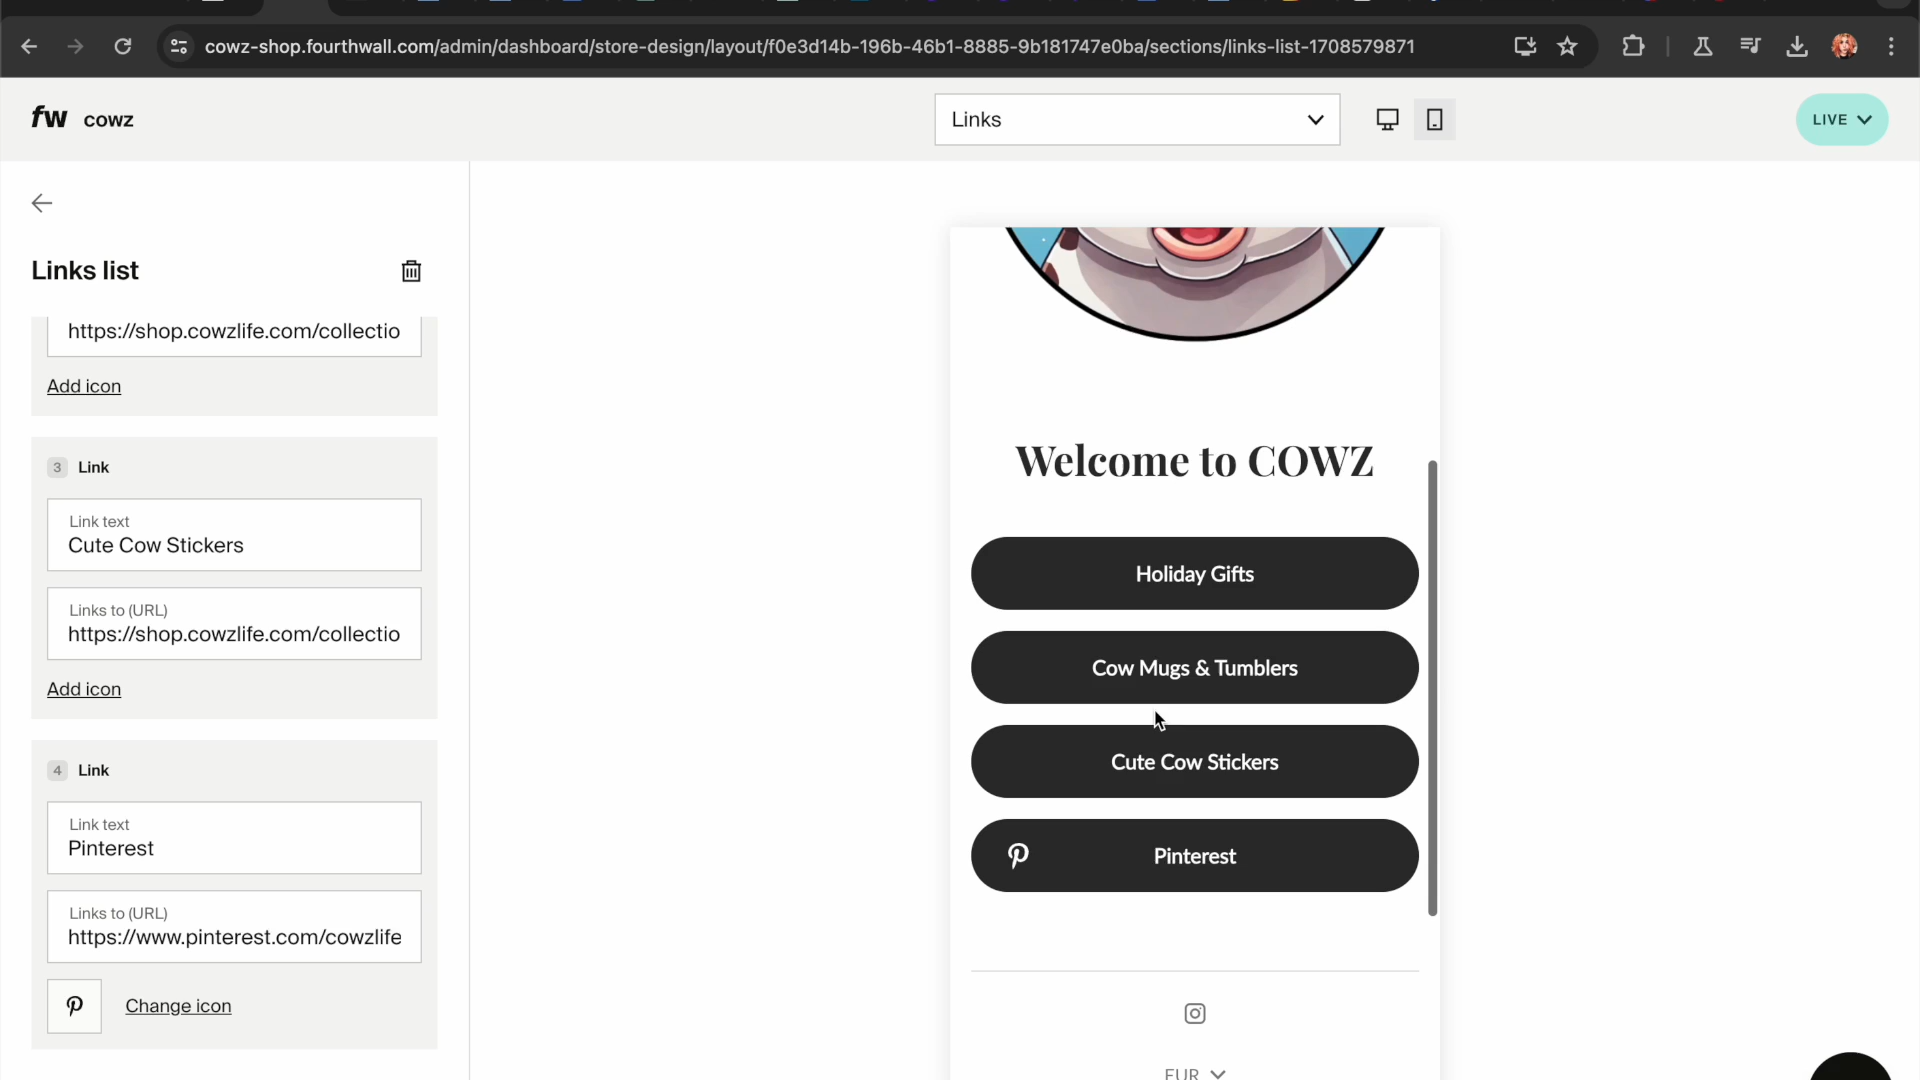 cowz-shop.fourthwall.com/admin/dashboard/store-design/layout/f0e3d14b-196b-46b1-8885-9b181747e0ba/sections/links-list-1708579871
fw cowz
Links
LIVE
Links list
https://shop.cowzlife.com/collectio
Add icon
3 Link
Link text
Cute Cow Stickers
Links to (URL)
https://shop.cowzlife.com/collectio
Add icon
4 Link
Link text
Pinterest
Links to (URL)
https://www.pinterest.com/cowzlife
Change icon
Welcome to COWZ
Holiday Gifts
Cow Mugs & Tumblers
Cute Cow Stickers
Pinterest
EUR